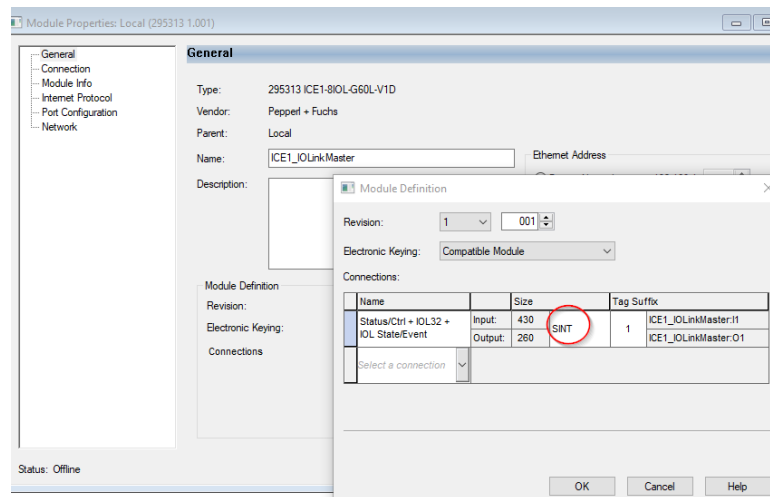 Module Properties: Local (295313 1.001)
General
Connection
Module Info
Internet Protocol
Port Configuration
Network
General
Type: 295313 ICE1-8IOL-G60L-V1D
Vendor: Pepperl + Fuchs
Parent: Local
Name: ICE1_IOLinkMaster
Ethernet Address
Description:
Module Definition
Revision: 1 001
Electronic Keying: Compatible Module
Connections:
Name Size Tag Suffix
Status/Ctrl + IOL32 +
IOL State/Event
Input: 430 SINT 1 ICE1_IOLinkMaster:I1
Output: 260 ICE1_IOLinkMaster:O1
Select a connection
Module Definition
Revision:
Electronic Keying:
Connections
Status: Offline
OK Cancel Help